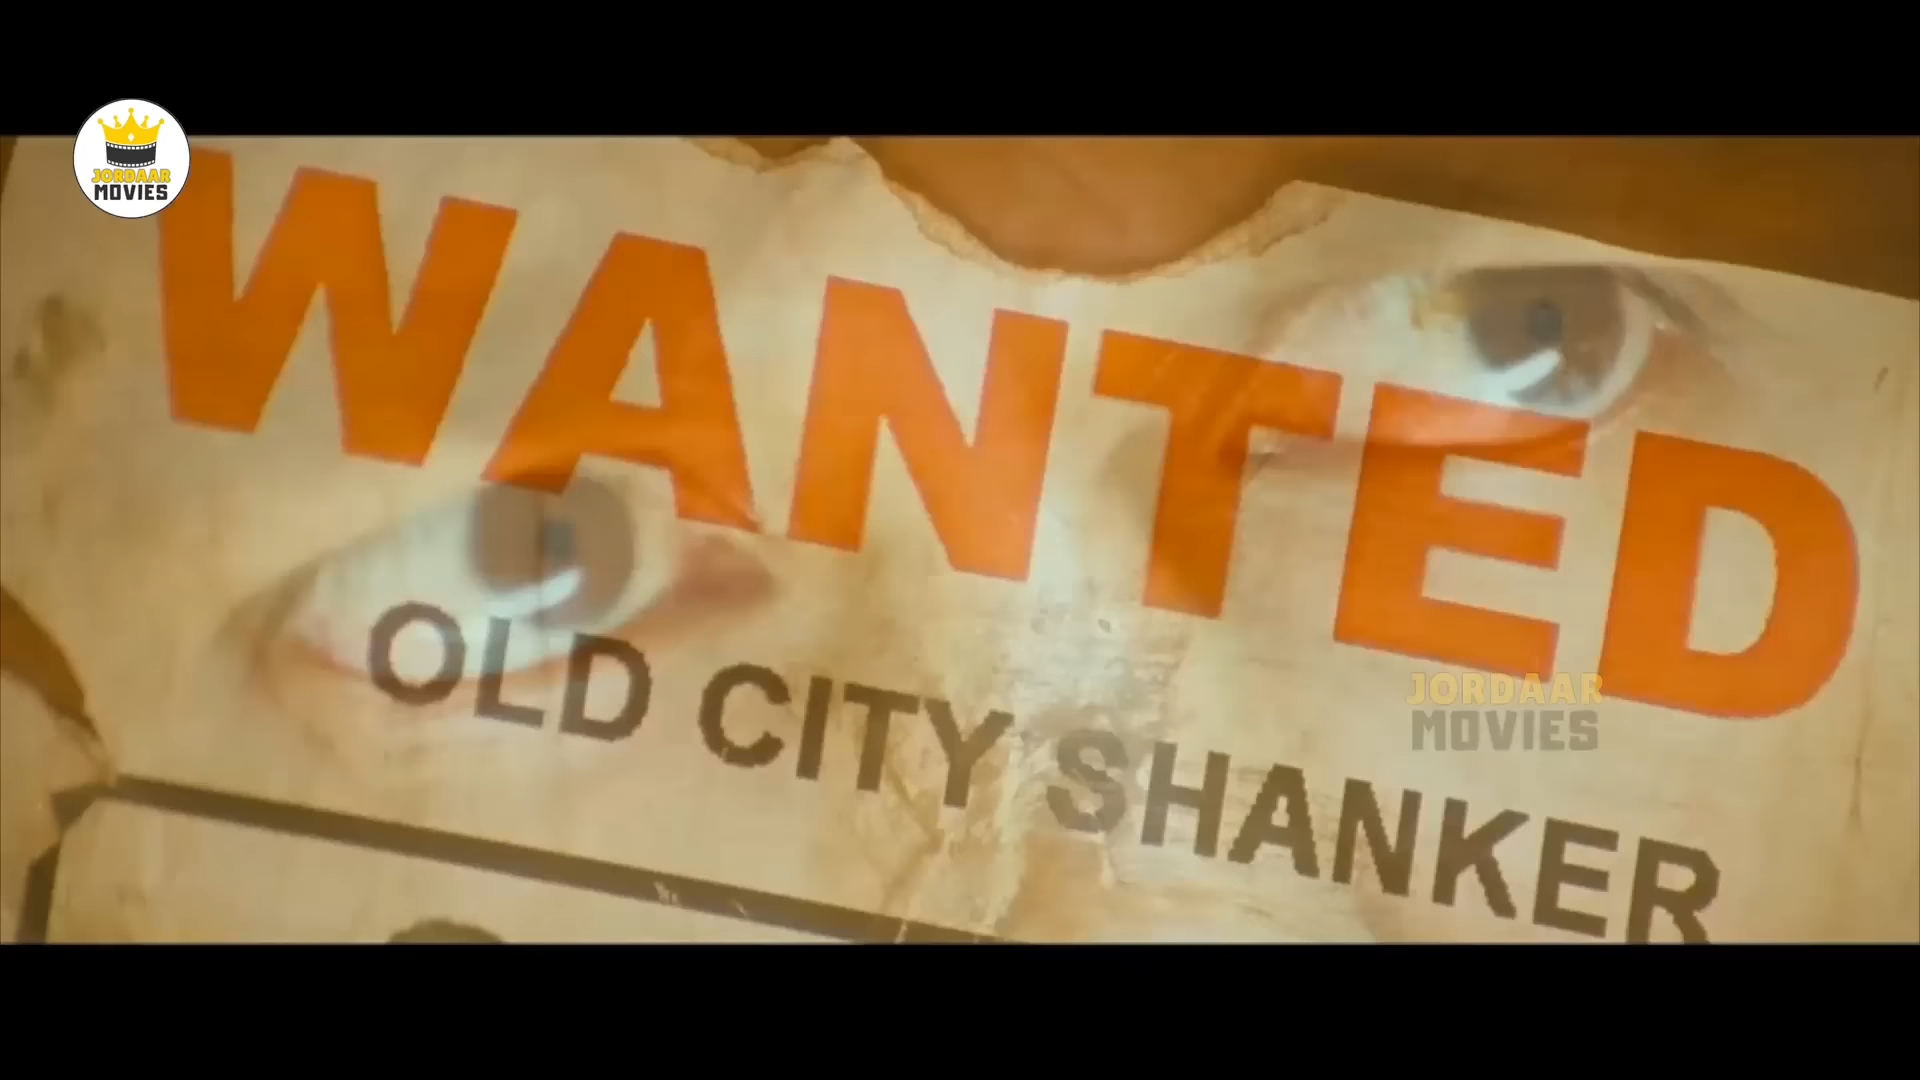 JORDAAR
MOVIES
WANTED
OLD CITY SHANKER
JORDAAR
MOVIES